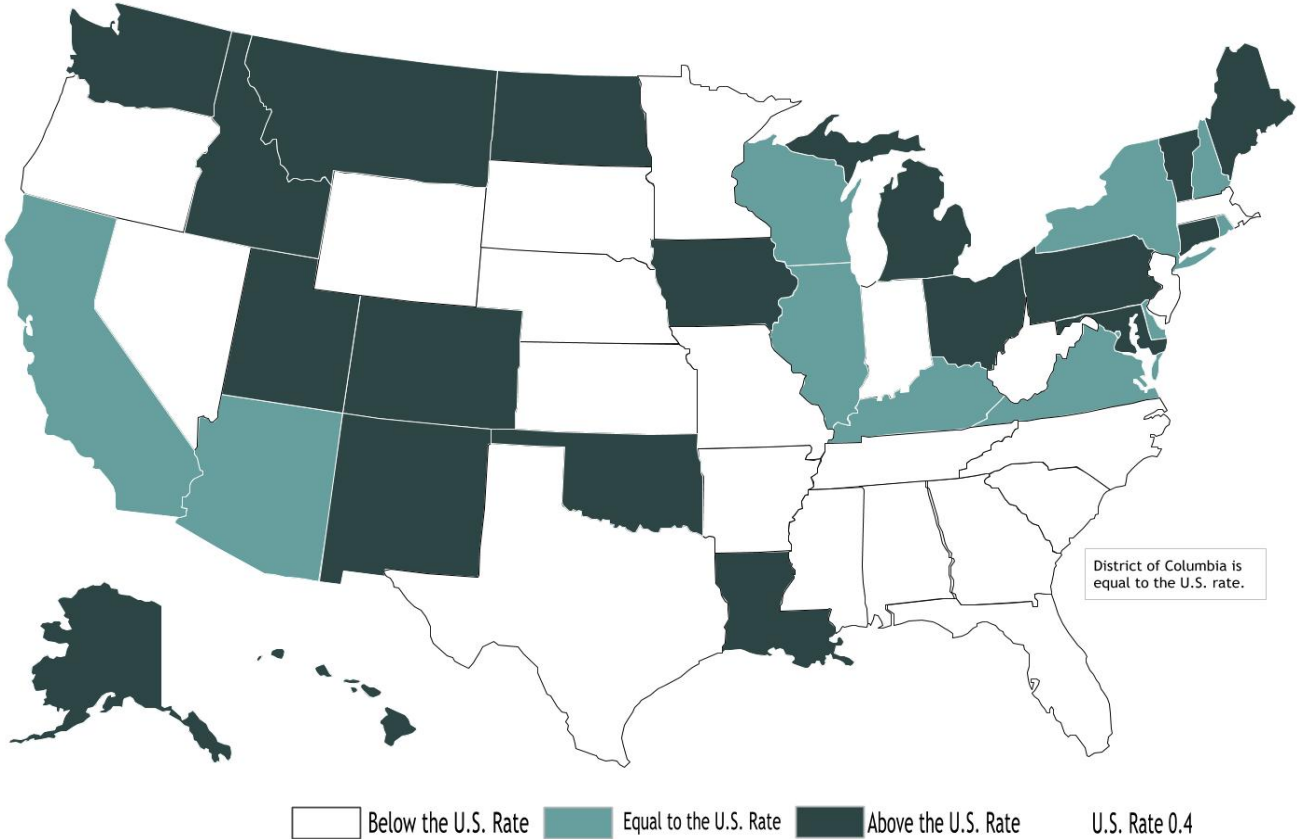 District of Columbia is
equal to the U.S. rate.
Below the U.S. Rate
Equal to the U.S. Rate
Above the U.S. Rate
U.S. Rate 0.4